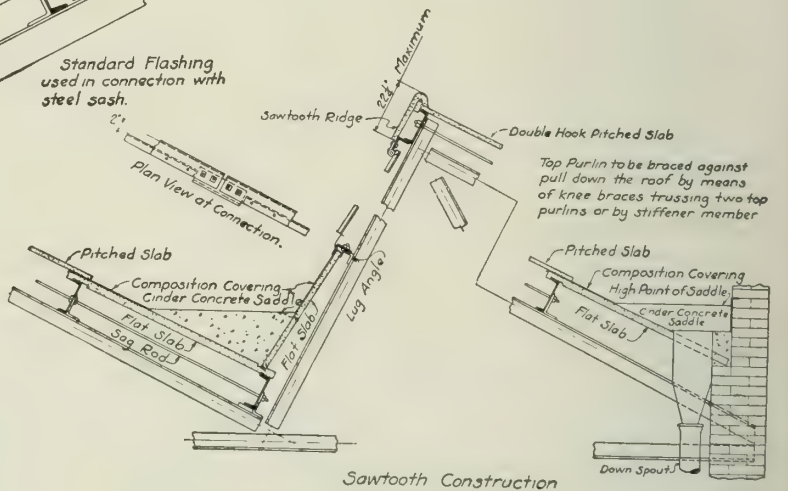 Standard Flashing
used in connection with
steel sash.
2"
Plan View at Connection.
Maximum
Sawtooth Ridge
Double Hook Pitched Slab
Top Purlin to be braced against
pull down the roof by means
of knee braces trussing two top
purlins or by stiffener member
Pitched Slab
Composition Covering
Cinder Concrete Saddle
Flat Slab
Sag Rod
Flat Slab
Lug Angle
Pitched Slab
Composition Covering
High Point of Saddle
Cinder Concrete
Saddle
Flat Slab
Down Spout
Sawtooth Construction